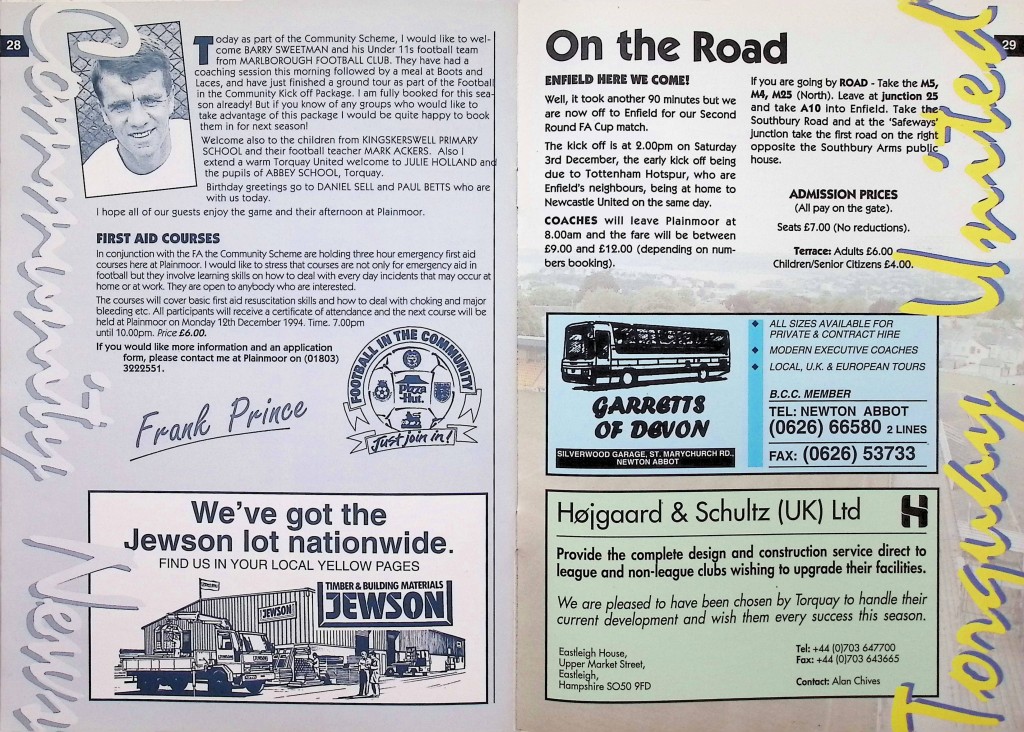 28
Community News
Today as part of the Community Scheme, I would like to wel-
come BARRY SWEETMAN and his Under 11s football team
from MARLBOROUGH FOOTBALL CLUB. They have had a
coaching session this morning followed by a meal at Boots and
Laces, and have just finished a ground tour as part of the Football
in the Community Kick off Package. I am fully booked for this sea-
son already! But if you know of any groups who would like to
take advantage of this package I would be quite happy to book
them in for next season!
Welcome also to the children from KINGSKERSWELL PRIMARY
SCHOOL and their football teacher MARK ACKERS. Also I
extend a warm Torquay United welcome to JULIE HOLLAND and
the pupils of ABBEY SCHOOL, Torquay.
Birthday greetings go to DANIEL SELL and PAUL BETTS who are
with us today.
I hope all of our guests enjoy the game and their afternoon at Plainmoor.
FIRST AID COURSES
In conjunction with the FA the Community Scheme are holding three hour emergency first aid
courses here at Plainmoor. I would like to stress that courses are not only for emergency aid in
football but they involve learning skills on how to deal with every day incidents that may occur at
home or at work. They are open to anybody who are interested.
The courses will cover basic first aid resuscitation skills and how to deal with choking and major
bleeding etc. All participants will receive a certificate of attendance and the next course will be
held at Plainmoor on Monday 12th December 1994. Time. 7.00pm
until 10.00pm. Price £6.00.
If you would like more information and an application
form, please contact me at Plainmoor on (01803)
3222551.
Frank Prince
FOOTBALL IN THE COMMUNITY
Pizza
Hut
Just join in!
We've got the
Jewson lot nationwide.
FIND US IN YOUR LOCAL YELLOW PAGES
TIMBER & BUILDING MATERIALS
JEWSON
JEWSON
29
Torquay United
On the Road
ENFIELD HERE WE COME!
Well, it took another 90 minutes but we
are now off to Enfield for our Second
Round FA Cup match.
The kick off is at 2.00pm on Saturday
3rd December, the early kick off being
due to Tottenham Hotspur, who are
Enfield's neighbours, being at home to
Newcastle United on the same day.
COACHES will leave Plainmoor at
8.00am and the fare will be between
£9.00 and £12.00 (depending on num-
bers booking).
If you are going by ROAD - Take the M5,
M4, M25 (North). Leave at junction 25
and take A10 into Enfield. Take the
Southbury Road and at the 'Safeways'
junction take the first road on the right
opposite the Southbury Arms public
house.
ADMISSION PRICES
(All pay on the gate).
Seats £7.00 (No reductions).
Terrace: Adults £6.00
Children/Senior Citizens £4.00.
GARRETTS
OF DEVON
SILVERWOOD GARAGE, ST. MARYCHURCH RD.,
NEWTON ABBOT
◆ ALL SIZES AVAILABLE FOR
PRIVATE & CONTRACT HIRE
◆ MODERN EXECUTIVE COACHES
◆ LOCAL, U.K. & EUROPEAN TOURS
B.C.C. MEMBER
TEL: NEWTON ABBOT
(0626) 66580 2 LINES
FAX: (0626) 53733
Højgaard & Schultz (UK) Ltd
Provide the complete design and construction service direct to
league and non-league clubs wishing to upgrade their facilities.
We are pleased to have been chosen by Torquay to handle their
current development and wish them every success this season.
Eastleigh House,
Upper Market Street,
Eastleigh,
Hampshire SO50 9FD
Tel: +44 (0)703 647700
Fax: +44 (0)703 643665
Contact: Alan Chives